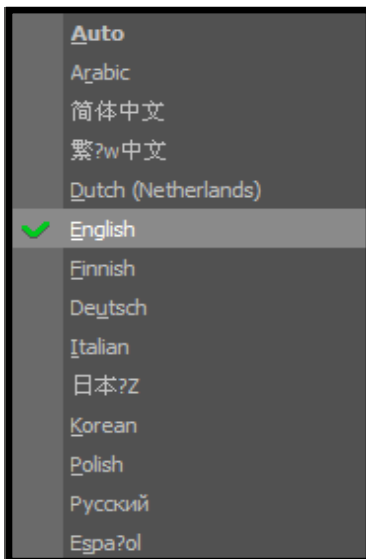 Auto
Arabic
简体中文
繁?w中文
Dutch (Netherlands)
English
Finnish
Deutsch
Italian
日本?Z
Korean
Polish
Русский
Espa?ol